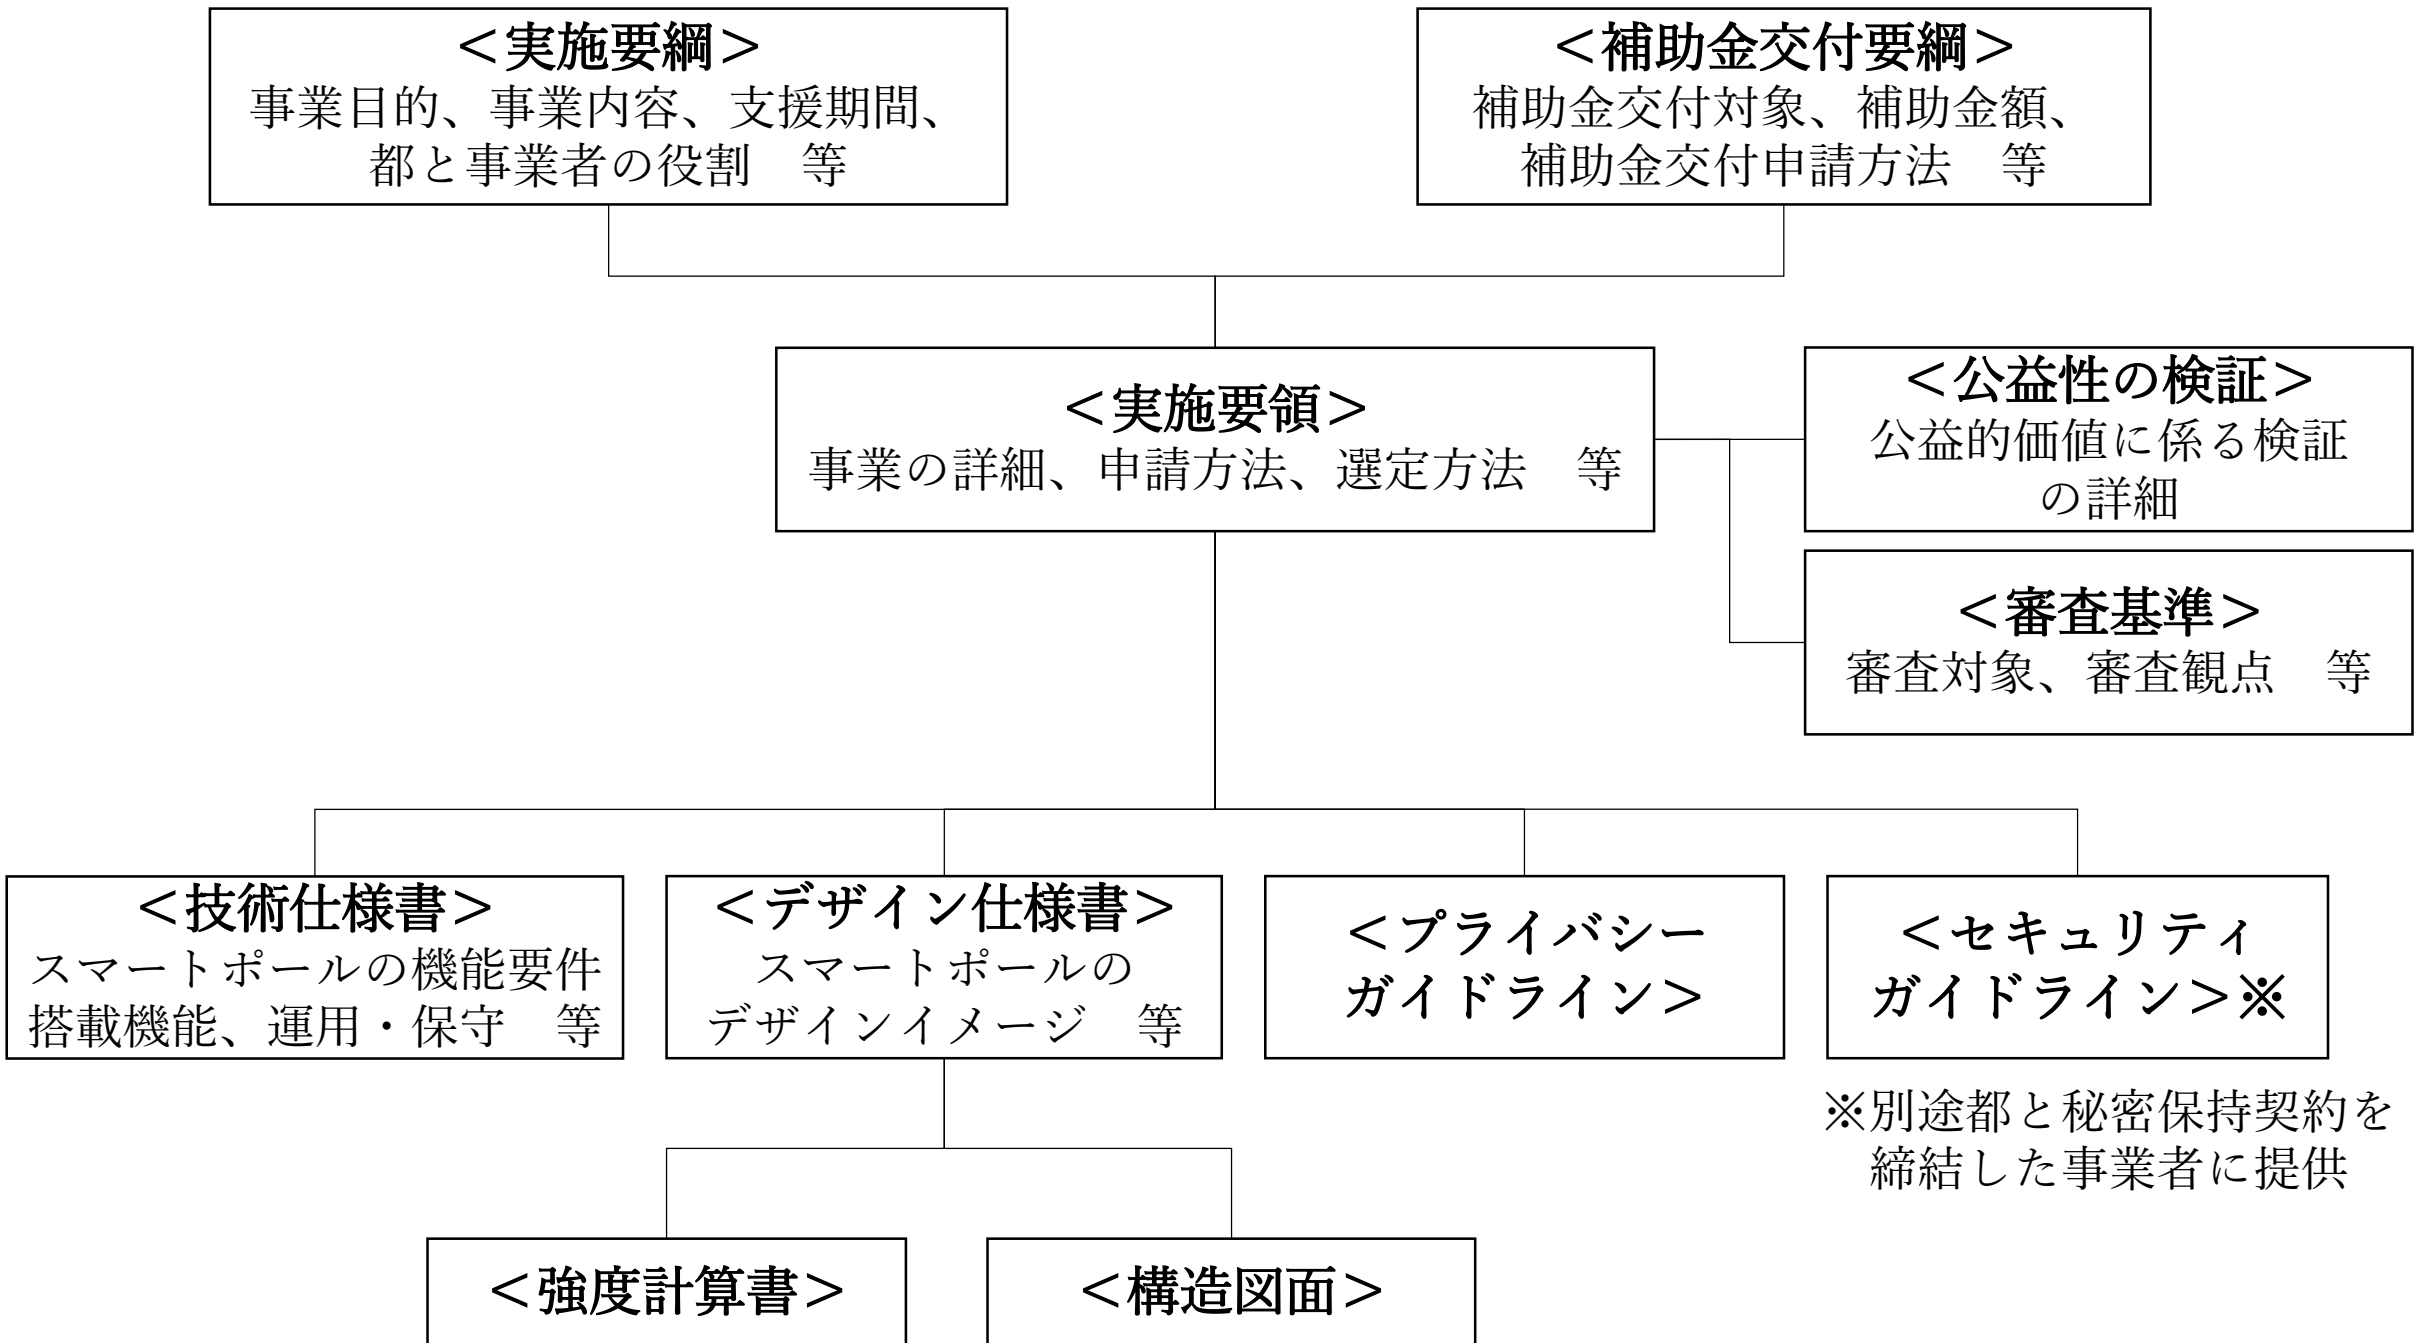 ＜実施要綱＞
事業目的、事業内容、支援期間、
都と事業者の役割　等
＜補助金交付要綱＞
補助金交付対象、補助金額、
補助金交付申請方法　等
＜実施要領＞
事業の詳細、申請方法、選定方法　等
＜公益性の検証＞
公益的価値に係る検証
の詳細
＜審査基準＞
審査対象、審査観点　等
＜技術仕様書＞
スマートポールの機能要件
搭載機能、運用・保守　等
＜デザイン仕様書＞
スマートポールの
デザインイメージ　等
＜プライバシー
ガイドライン＞
＜セキュリティ
ガイドライン＞※
※別途都と秘密保持契約を
締結した事業者に提供
＜強度計算書＞
＜構造図面＞